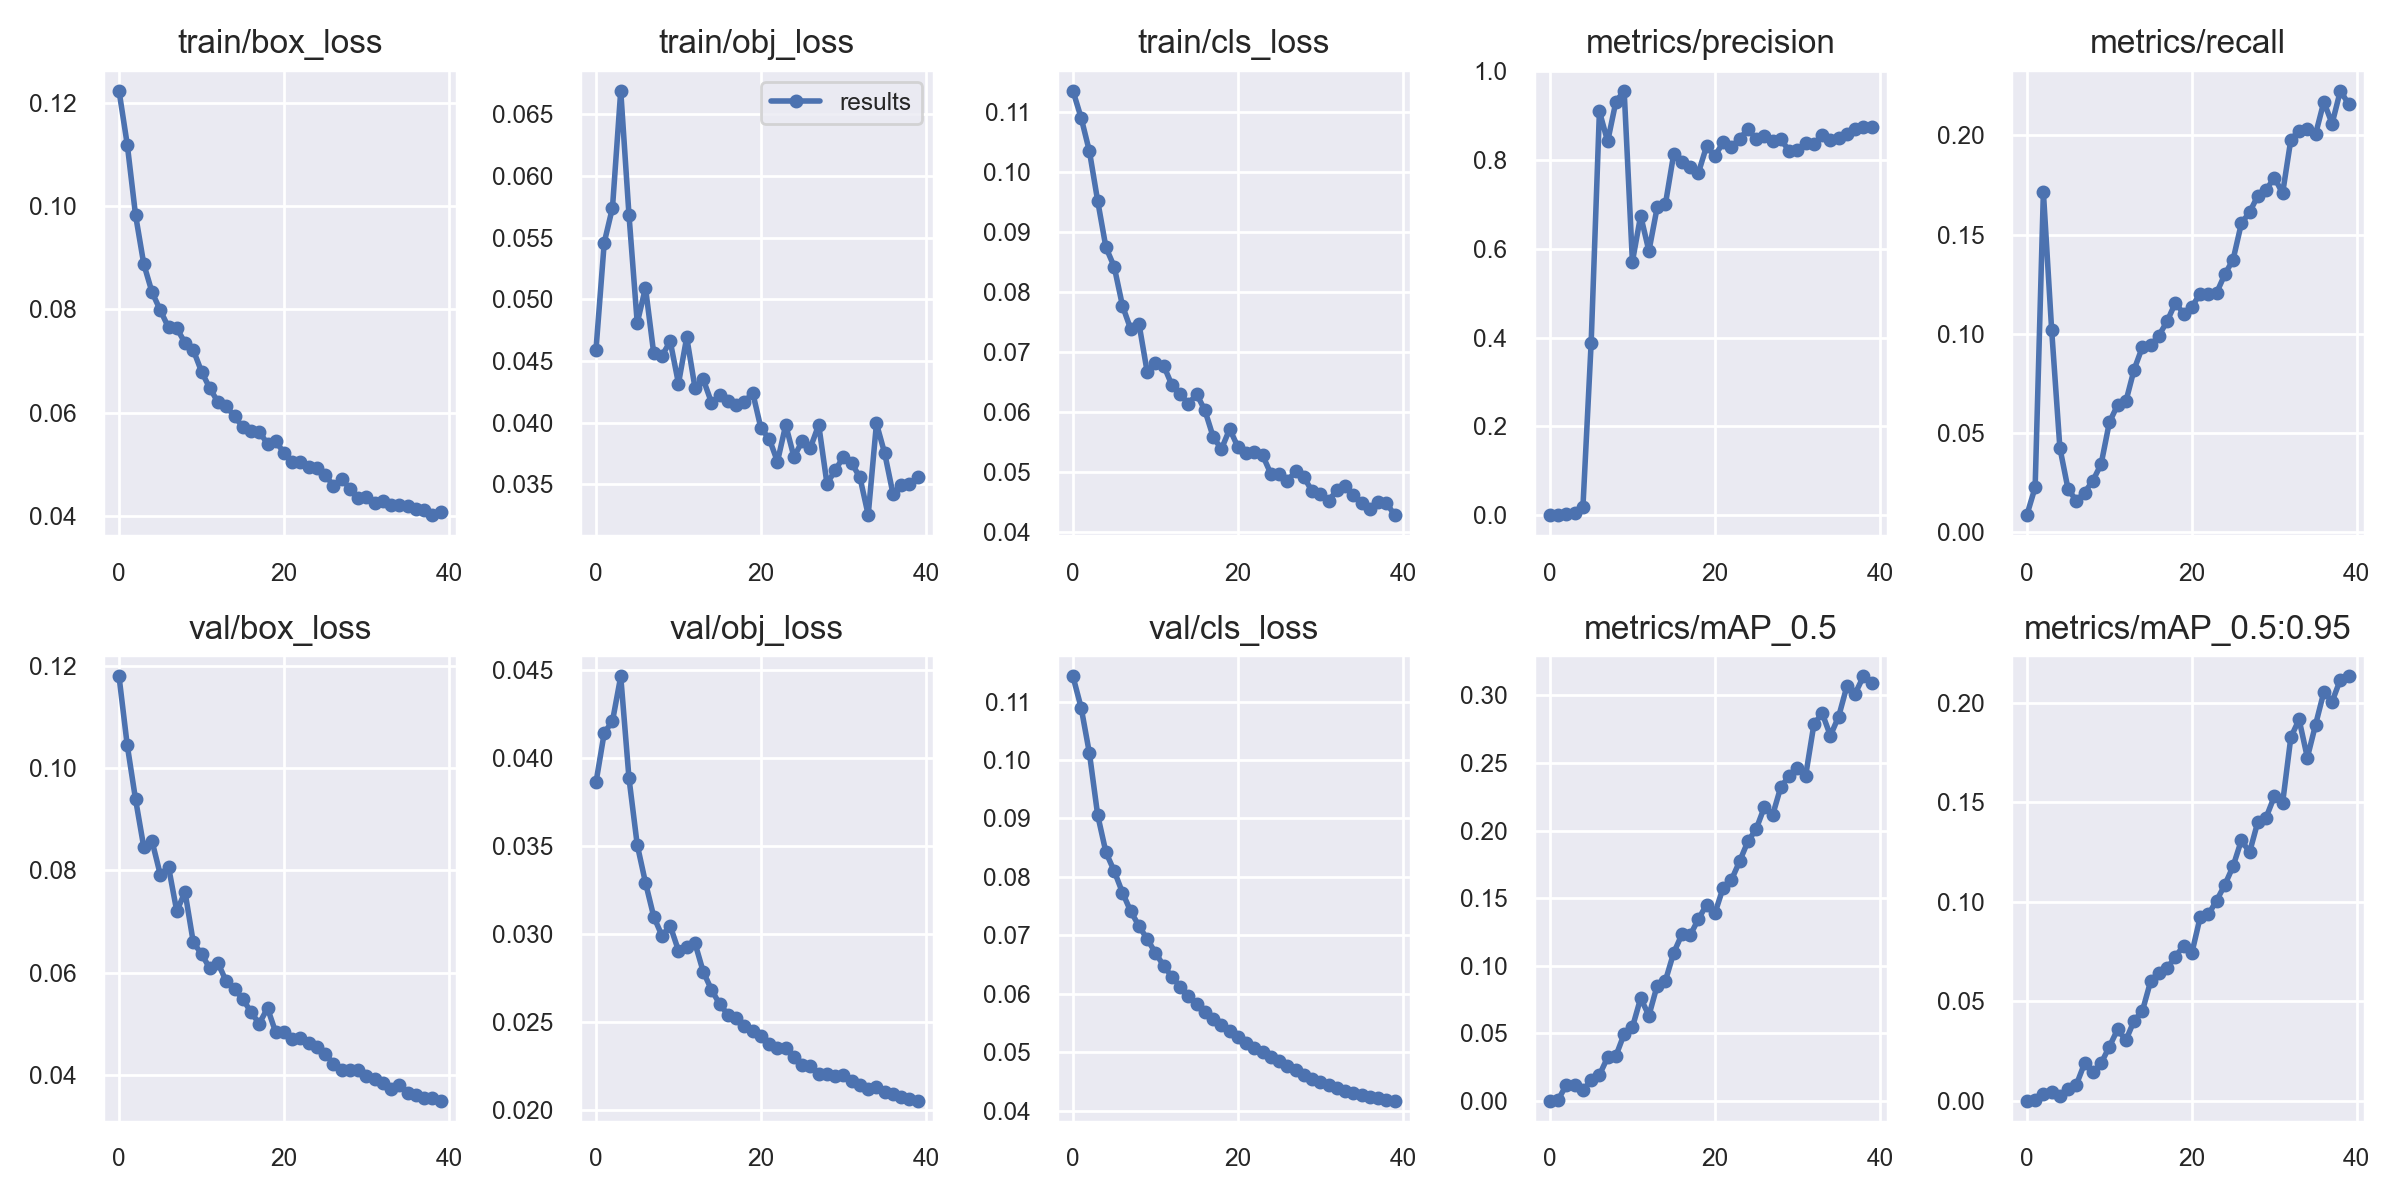 train/box_loss
0.12
0.10
0.08
0.06
0.04
0 20 40
train/obj_loss
results
0.065
0.060
0.055
0.050
0.045
0.040
0.035
0 20 40
train/cls_loss
0.11
0.10
0.09
0.08
0.07
0.06
0.05
0.04
0 20 40
metrics/precision
1.0
0.8
0.6
0.4
0.2
0.0
0 20 40
metrics/recall
0.20
0.15
0.10
0.05
0.00
0 20 40
val/box_loss
0.12
0.10
0.08
0.06
0.04
0 20 40
val/obj_loss
0.045
0.040
0.035
0.030
0.025
0.020
0 20 40
val/cls_loss
0.11
0.10
0.09
0.08
0.07
0.06
0.05
0.04
0 20 40
metrics/mAP_0.5
0.30
0.25
0.20
0.15
0.10
0.05
0.00
0 20 40
metrics/mAP_0.5:0.95
0.20
0.15
0.10
0.05
0.00
0 20 40